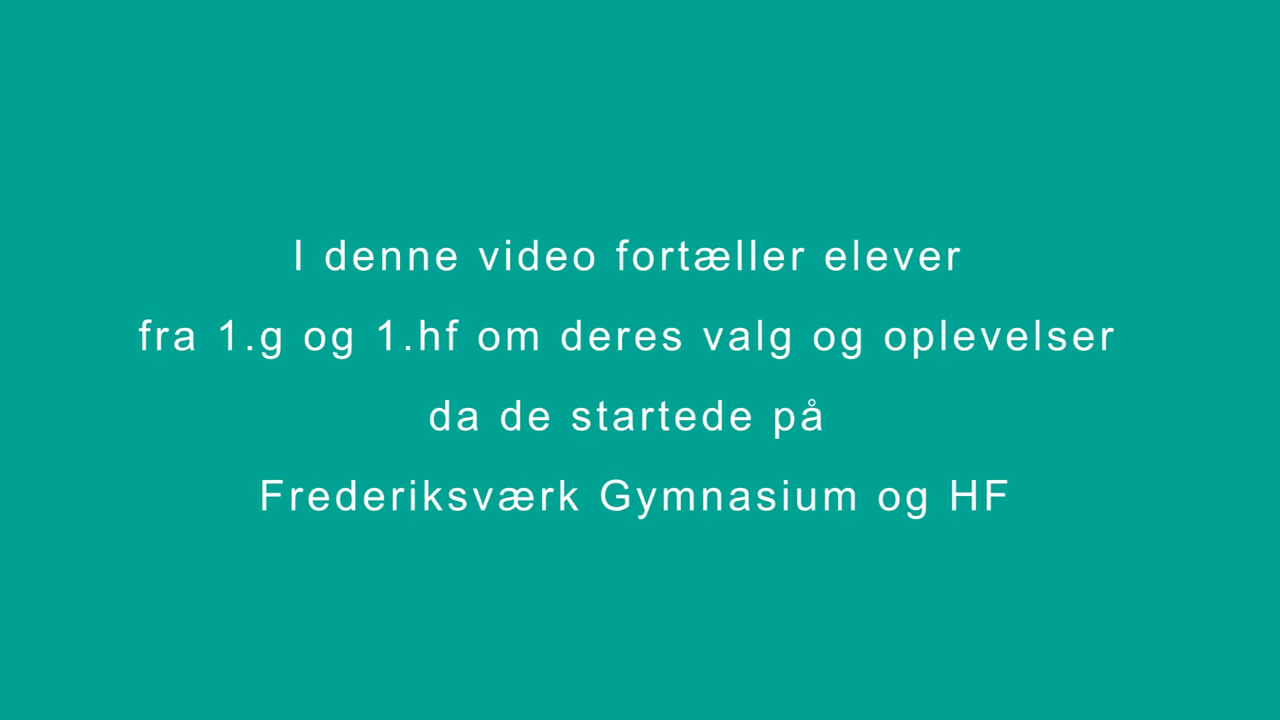 I denne video fortæller elever
fra 1.g og 1.hf om deres valg og oplevelser
da de startede på
Frederiksværk Gymnasium og HF